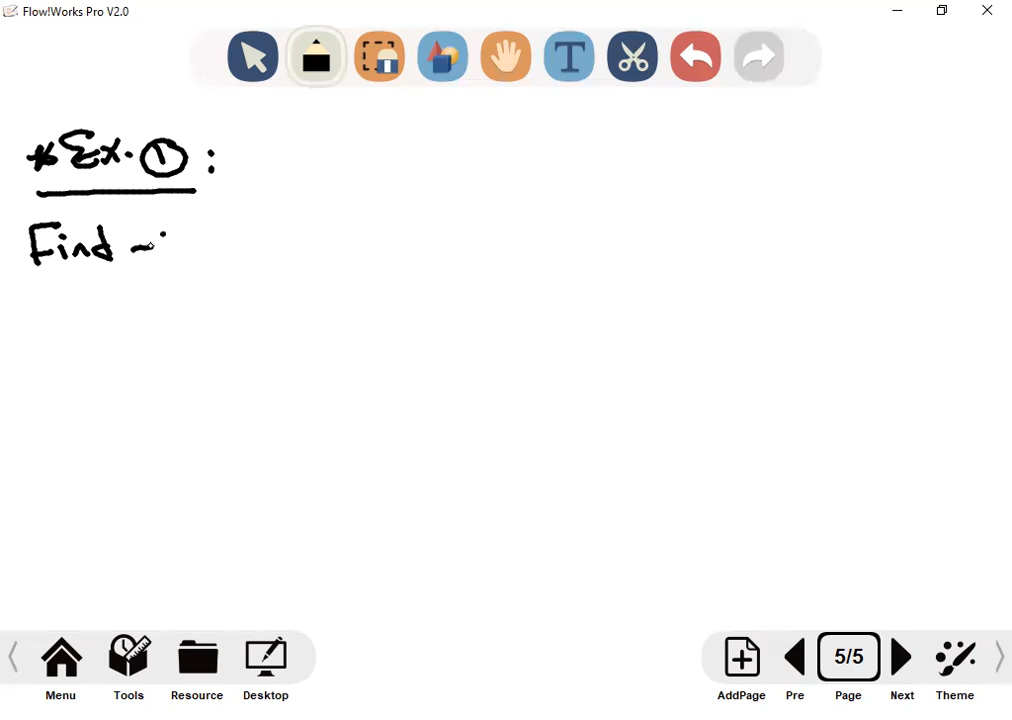 Flow!Works Pro V2.0
T
*Ex. ① :
Find
5/5
Menu Tools Resource Desktop AddPage Pre Page Next Theme